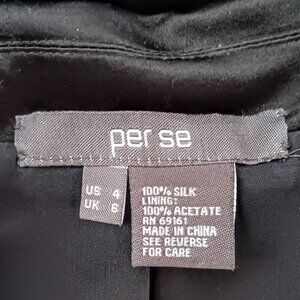 per se
US 4
UK 6
100% SILK
LINING:
100% ACETATE
RN 69161
MADE IN CHINA
SEE REVERSE
FOR CARE